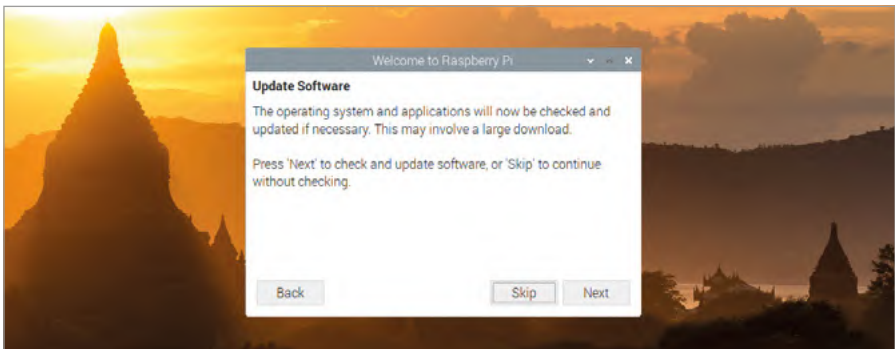 Welcome to Raspberry Pi
Update Software
The operating system and applications will now be checked and
updated if necessary. This may involve a large download.
Press 'Next' to check and update software, or 'Skip' to continue
without checking.
Back
Skip
Next